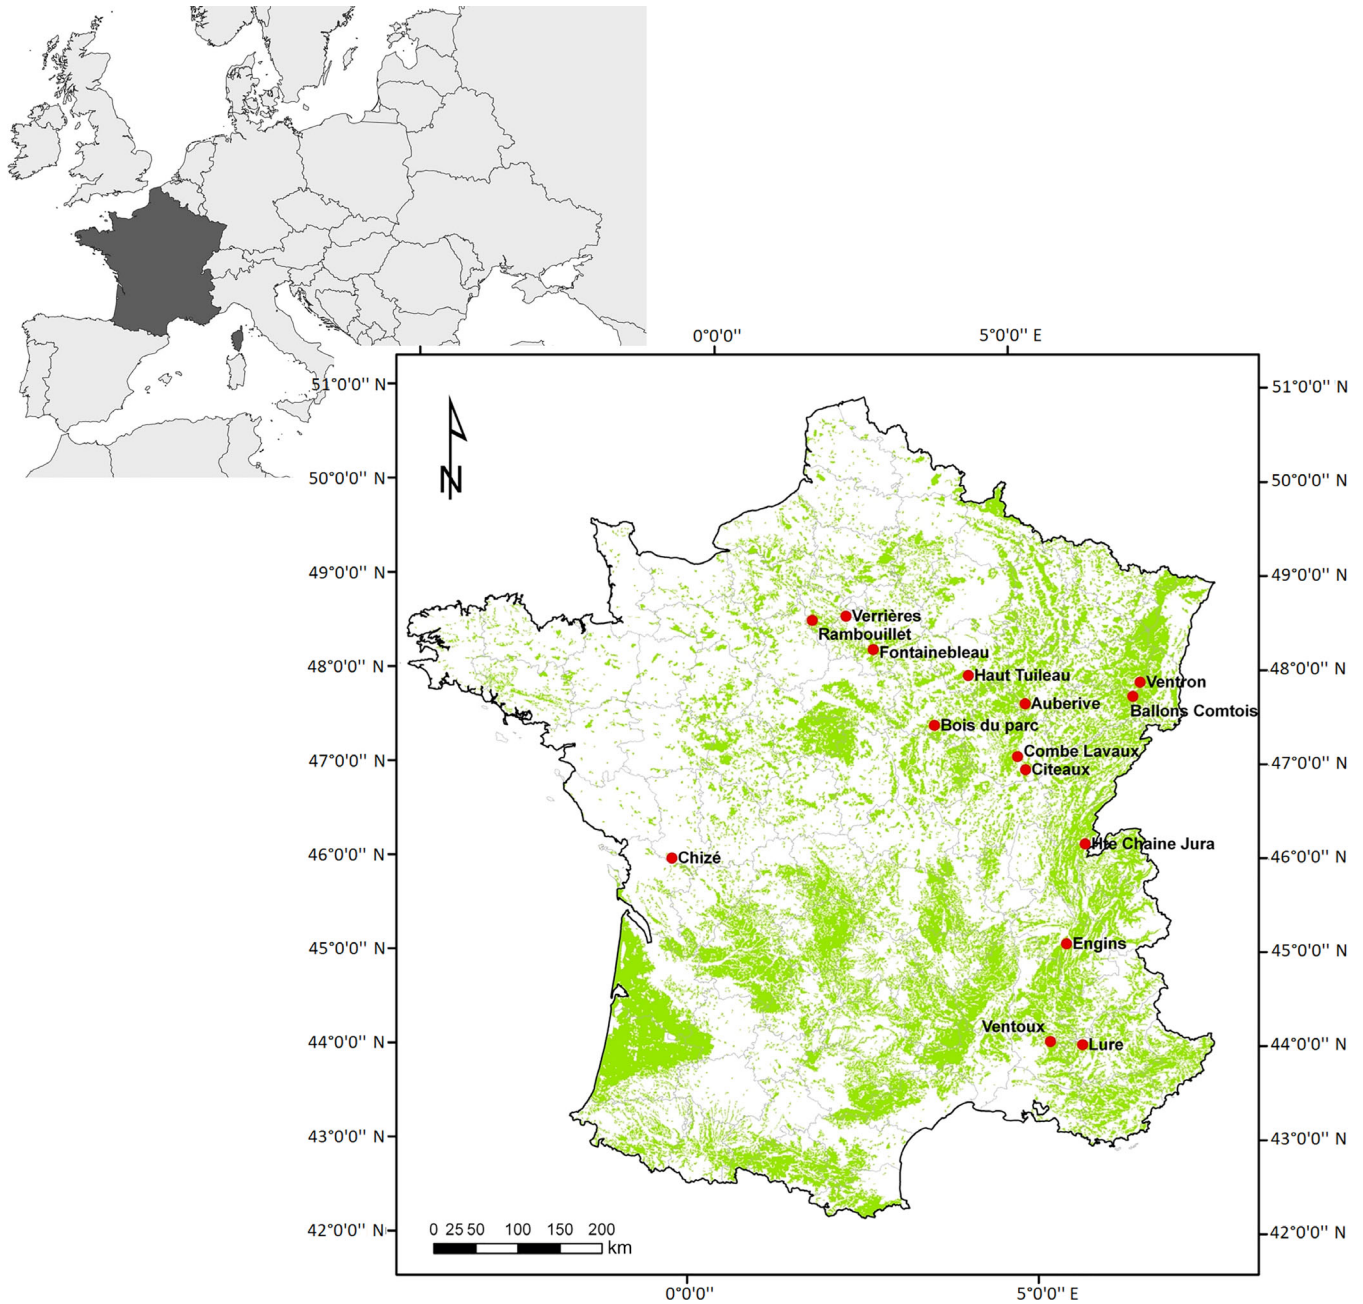 0°0'0'' 5°0'0'' E
51°0'0'' N 51°0'0'' N
N
50°0'0'' N 50°0'0'' N
49°0'0'' N 49°0'0'' N
Verrières
Rambouillet
Fontainebleau
48°0'0'' N 48°0'0'' N
Haut Tuileau
Ventron
Auberive
Ballons Comtois
Bois du parc
Combe Lavaux
47°0'0'' N 47°0'0'' N
Citeaux
Hte Chaine Jura
46°0'0'' N 46°0'0'' N
Chizé
Engins
45°0'0'' N 45°0'0'' N
Ventoux
44°0'0'' N 44°0'0'' N
Lure
43°0'0'' N 43°0'0'' N
42°0'0'' N 42°0'0'' N
0 25 50 100 150 200
km
0°0'0'' 5°0'0'' E